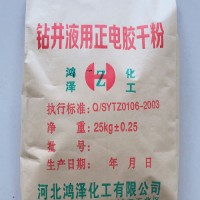 钻井液用正电胶干粉
鸿泽 Z 化工
执行标准：Q/SYTZ0106-2003
净 重：25kg±0.25
批 号：
生产日期： 年 月 日
河北鸿泽化工有限公司